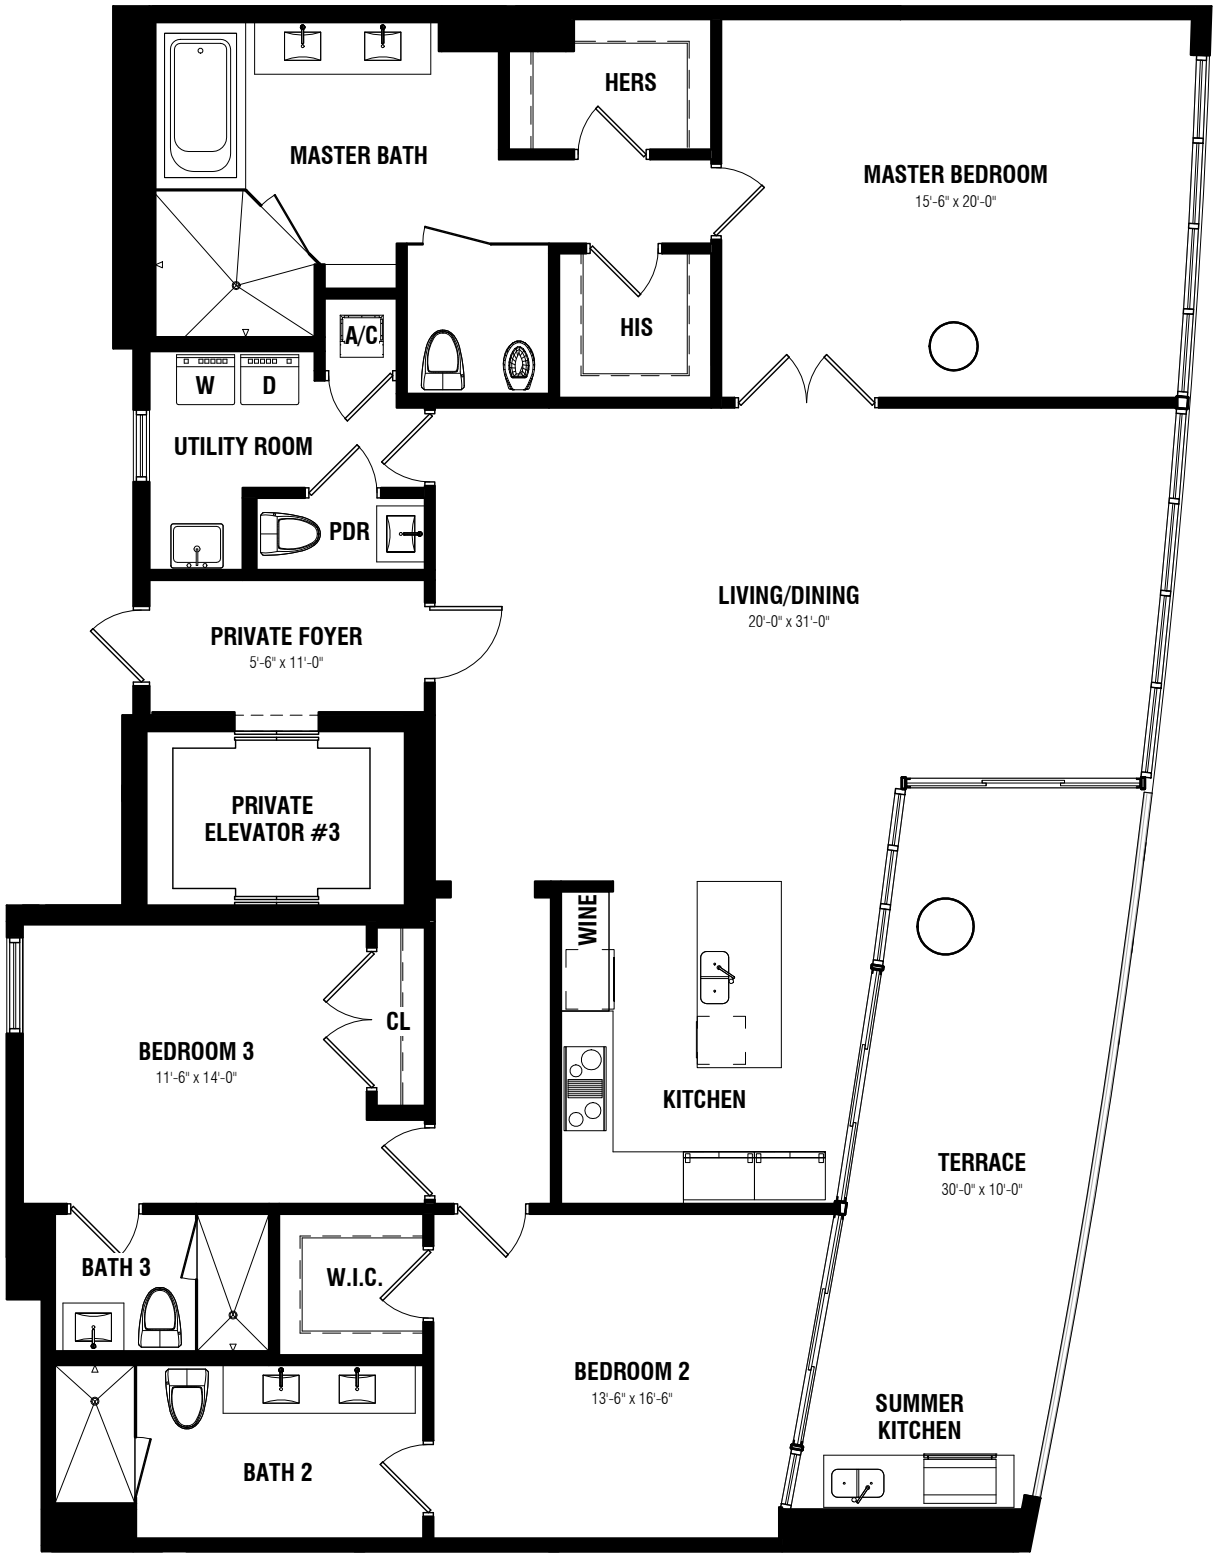 HERS
MASTER BATH
MASTER BEDROOM
15'-6" x 20'-0"
HIS
A/C
W
D
UTILITY ROOM
PDR
LIVING/DINING
20'-0" x 31'-0"
PRIVATE FOYER
5'-6" x 11'-0"
PRIVATE
ELEVATOR #3
WINE
CL
BEDROOM 3
11'-6" x 14'-0"
KITCHEN
TERRACE
30'-0" x 10'-0"
BATH 3
W.I.C.
BEDROOM 2
13'-6" x 16'-6"
SUMMER
KITCHEN
BATH 2